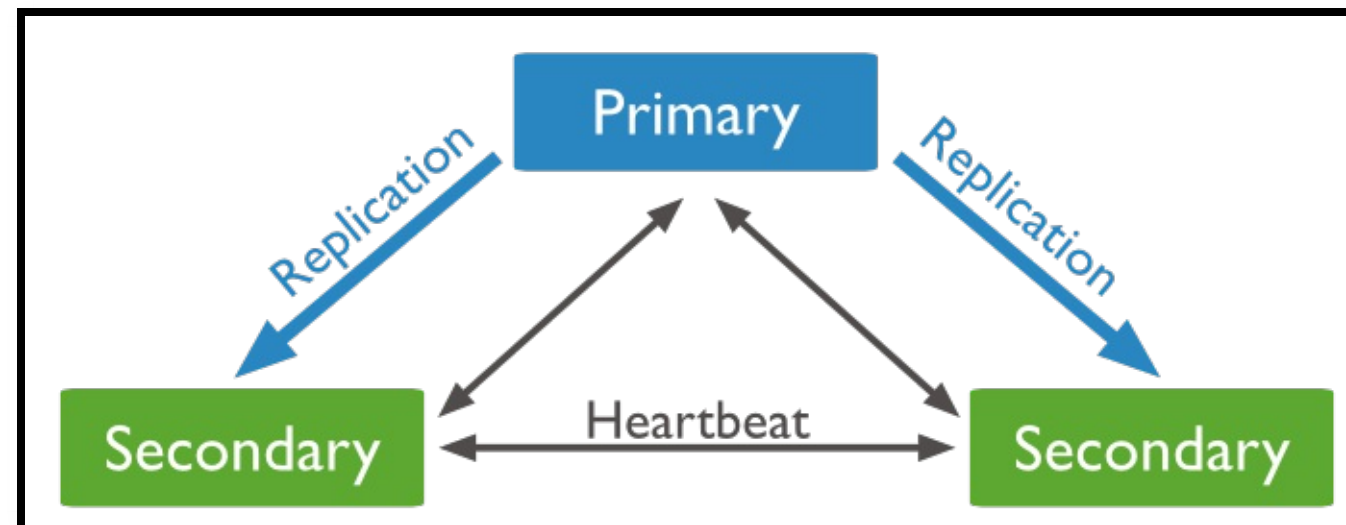 Primary
Replication
Replication
Heartbeat
Secondary
Secondary